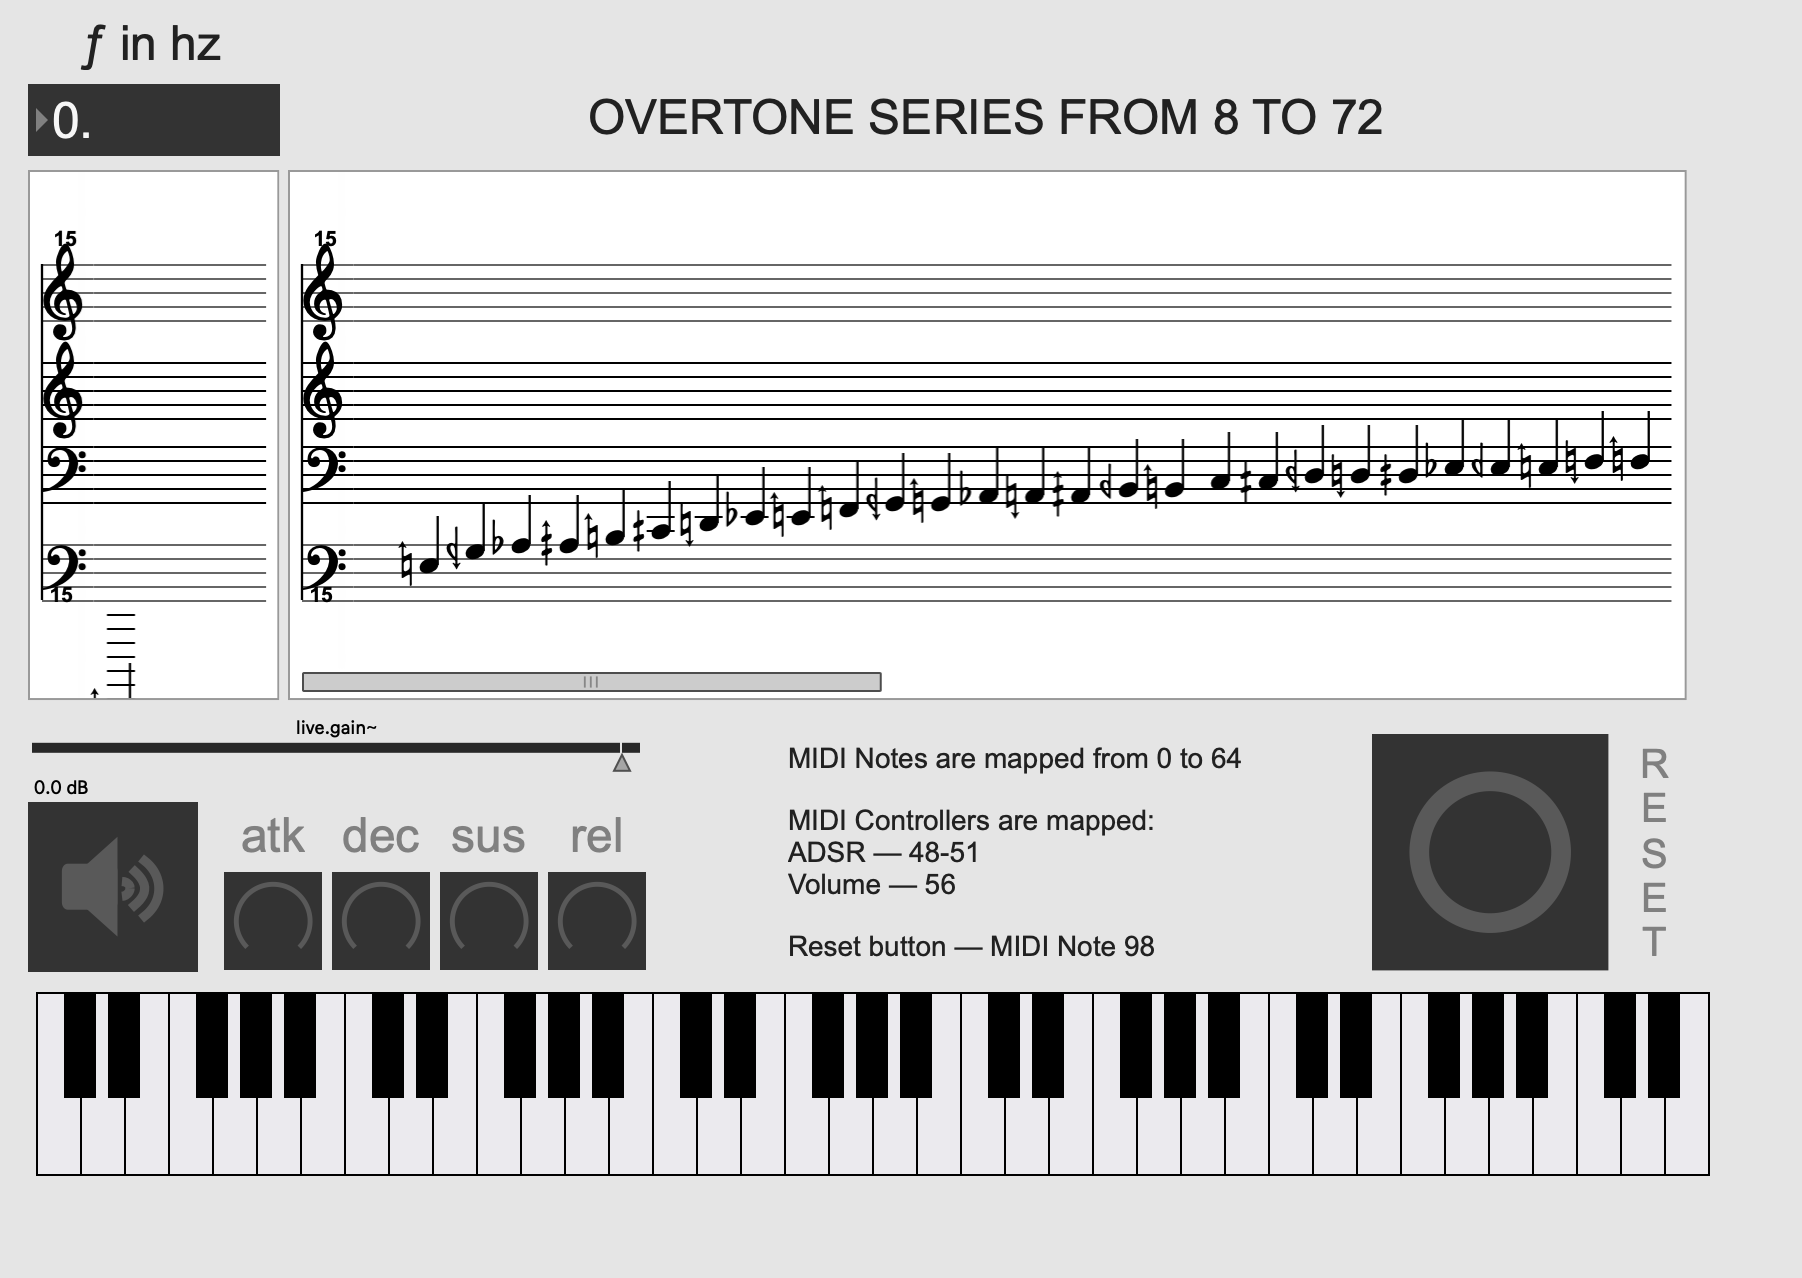 ƒ in hz
0.
OVERTONE SERIES FROM 8 TO 72
15
15
15
15
live.gain~
0.0 dB
atk dec sus rel
MIDI Notes are mapped from 0 to 64
MIDI Controllers are mapped:
ADSR — 48-51
Volume — 56
Reset button — MIDI Note 98
RESET